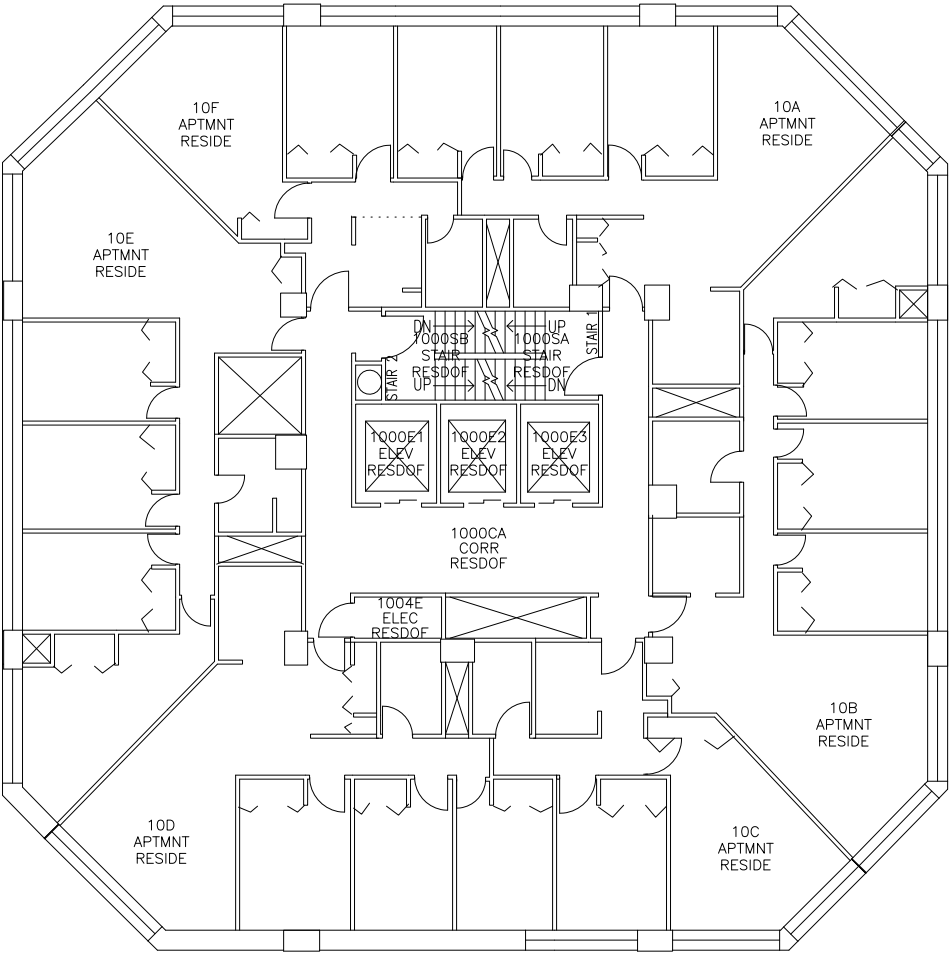 10F
APTMNT
RESIDE
10A
APTMNT
RESIDE
10E
APTMNT
RESIDE
DN
UP
1000SB
STAIR
RESDOF
1000SA
STAIR
RESDOF
UP
DN
STAIR 2
STAIR 1
1000E1
ELEV
RESDOF
1000E2
ELEV
RESDOF
1000E3
ELEV
RESDOF
1000CA
CORR
RESDOF
1004E
ELEC
RESDOF
10B
APTMNT
RESIDE
10D
APTMNT
RESIDE
10C
APTMNT
RESIDE